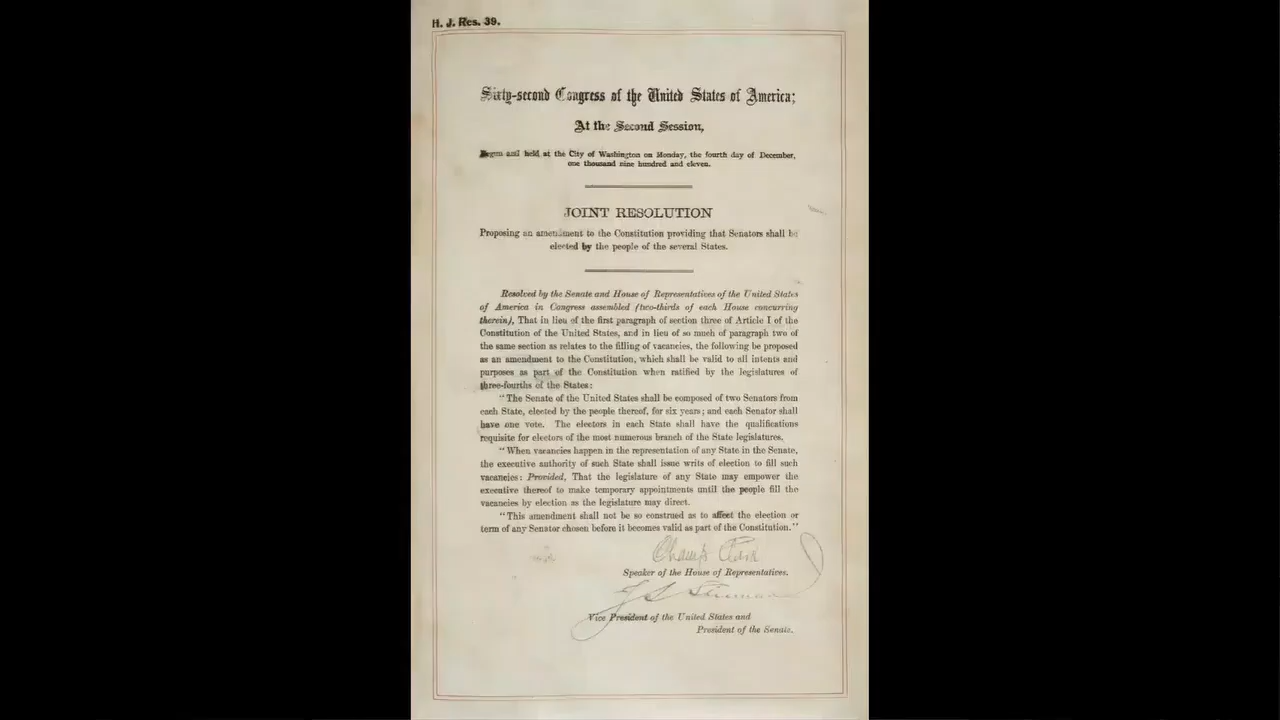 H. J. Res. 39.
Sixty-second Congress of the United States of America;
At the Second Session,
Begun and held at the City of Washington on Monday, the fourth day of December,
one thousand nine hundred and eleven.
JOINT RESOLUTION
Proposing an amendment to the Constitution providing that Senators shall be
elected by the people of the several States.
Resolved by the Senate and House of Representatives of the United States
of America in Congress assembled (two-thirds of each House concurring
therein), That in lieu of the first paragraph of section three of Article I of the
Constitution of the United States, and in lieu of so much of paragraph two of
the same section as relates to the filling of vacancies, the following be proposed
as an amendment to the Constitution, which shall be valid to all intents and
purposes as part of the Constitution when ratified by the legislatures of
three-fourths of the States:
"The Senate of the United States shall be composed of two Senators from
each State, elected by the people thereof, for six years; and each Senator shall
have one vote. The electors in each State shall have the qualifications
requisite for electors of the most numerous branch of the State legislatures.
"When vacancies happen in the representation of any State in the Senate,
the executive authority of such State shall issue writs of election to fill such
vacancies: Provided, That the legislature of any State may empower the
executive thereof to make temporary appointments until the people fill the
vacancies by election as the legislature may direct.
"This amendment shall not be so construed as to affect the election or
term of any Senator chosen before it becomes valid as part of the Constitution."
Champ Clark
Speaker of the House of Representatives.
Vice President of the United States and
President of the Senate.